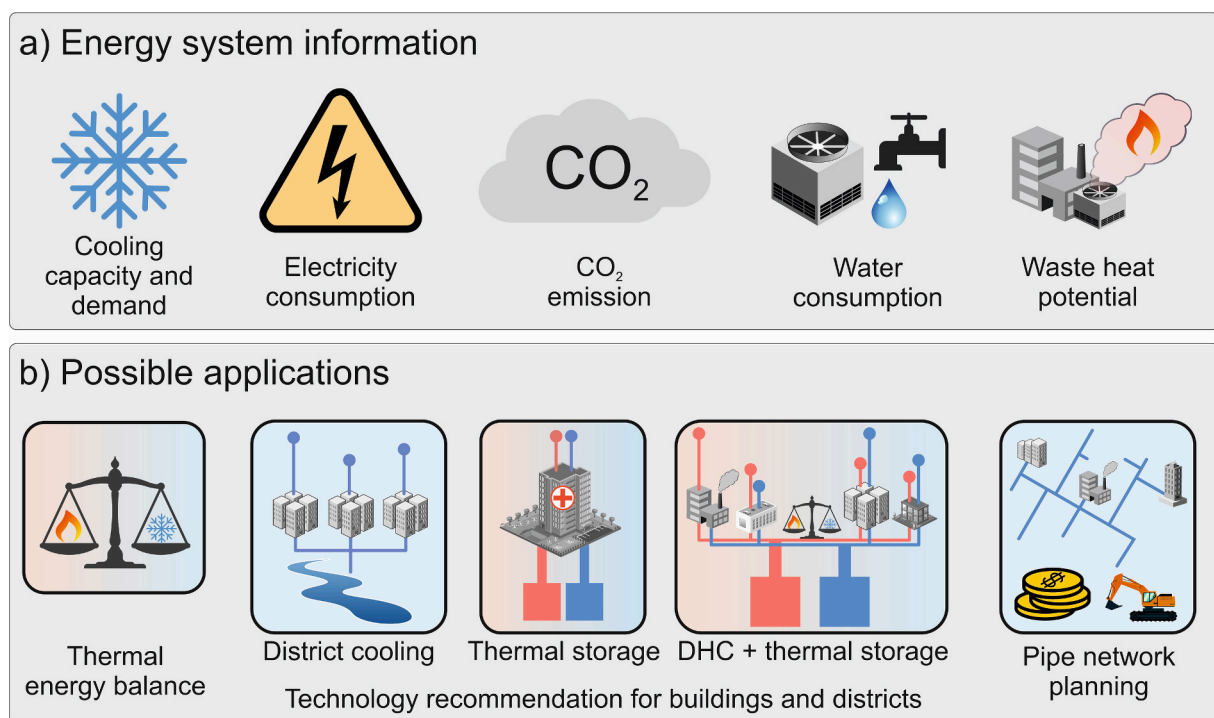 a) Energy system information
CO₂
Cooling
capacity and
demand
Electricity
consumption
CO₂
emission
Water
consumption
Waste heat
potential
b) Possible applications
$
Thermal
energy balance
District cooling
Thermal storage
DHC + thermal storage
Pipe network
planning
Technology recommendation for buildings and districts